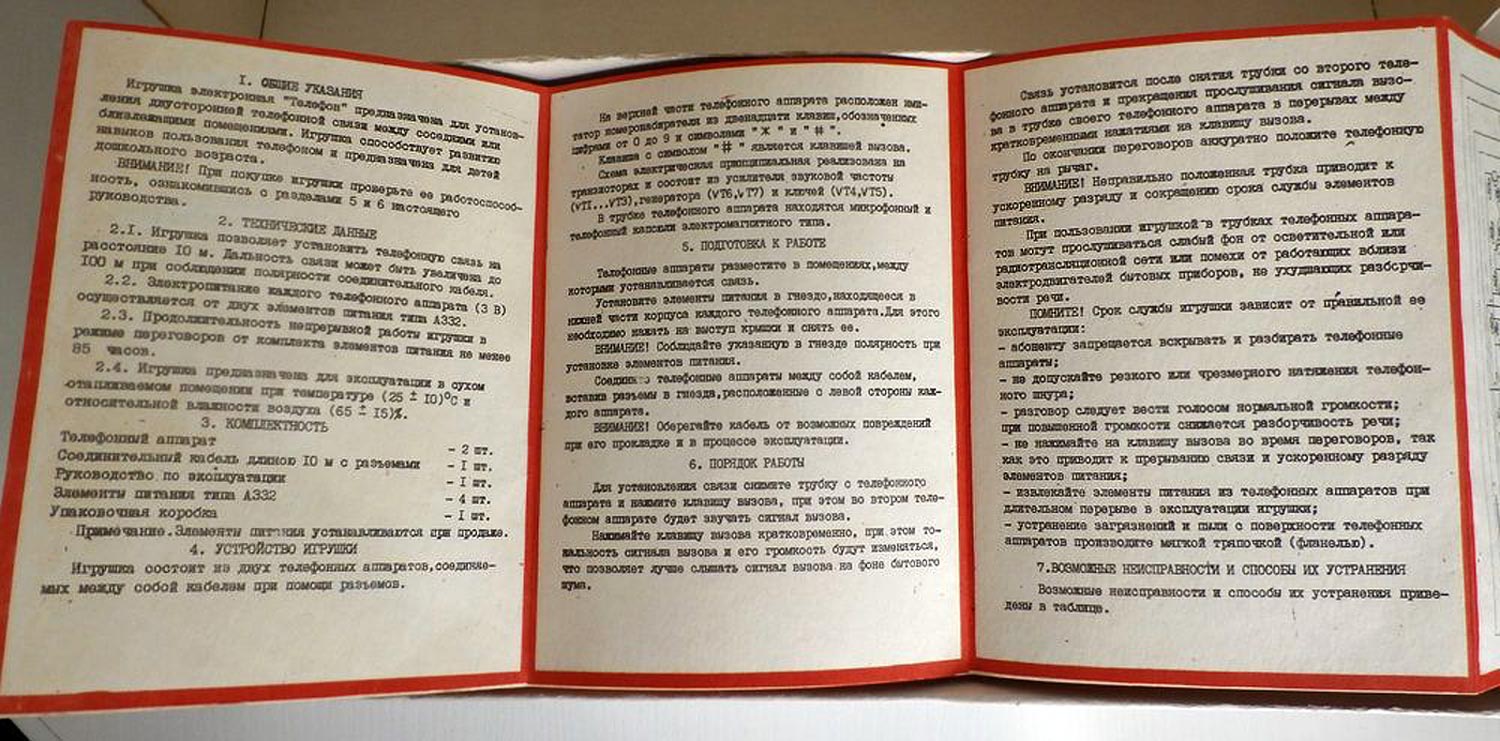 I. ОБЩИЕ УКАЗАНИЯ
Игрушка электронная "Телефон" предназначена для установ-
ления двусторонней телефонной связи между соседними или
близлежащими помещениями. Игрушка способствует развитию
навыков пользования телефоном и предназначена для детей
дошкольного возраста.
ВНИМАНИЕ! При покупке игрушки проверьте ее работоспособ-
ность, ознакомившись с разделами 5 и 6 настоящего
руководства.
2. ТЕХНИЧЕСКИЕ ДАННЫЕ
2.I. Игрушка позволяет установить телефонную связь на
расстояние IO м. Дальность связи может быть увеличена до
IOO м при соблюдении полярности соединительного кабеля.
2.2. Электропитание каждого телефонного аппарата (3 В)
осуществляется от двух элементов питания типа А332.
2.3. Продолжительность непрерывной работы игрушки в
режиме переговоров от комплекта элементов питания не менее
85 часов.
2.4. Игрушка предназначена для эксплуатации в сухом
отапливаемом помещении при температуре (25 ± IO)°С и
относительной влажности воздуха (65 ± I5)%.
3. КОМПЛЕКТНОСТЬ
Телефонный аппарат - 2 шт.
Соединительный кабель длиною IO м с разъемами - I шт.
Руководство по эксплуатации - I шт.
Элементы питания типа А332 - 4 шт.
Упаковочная коробка - I шт.
Примечание.Элементы питания устанавливаются при продаже.
4. УСТРОЙСТВО ИГРУШКИ
Игрушка состоит из двух телефонных аппаратов,соединяе-
мых между собой кабелем при помощи разъемов.
На верхней части телефонного аппарата расположен ими-
татор номеронабирателя из двенадцати клавиш,обозначенных
цифрами от 0 до 9 и символами "Ж" и "#".
Клавиша с символом "#" является клавишей вызова.
Схема электрическая принципиальная реализована на
транзисторах и состоит из усилителя звуковой частоты
(VTI...VT3),генератора (VT6,VT7) и ключей (VT4,VT5).
В трубке телефонного аппарата находятся микрофонный и
телефонный капсюли электромагнитного типа.
5. ПОДГОТОВКА К РАБОТЕ
Телефонные аппараты разместите в помещениях,между
которыми устанавливается связь.
Установите элементы питания в гнездо,находящееся в
нижней части корпуса каждого телефонного аппарата.Для этого
необходимо нажать на выступ крышки и снять ее.
ВНИМАНИЕ! Соблюдайте указанную в гнезде полярность при
установке элементов питания.
телефонные аппараты между собой кабелем,
вставив разъемы в гнезда,расположенные с левой стороны каж-
дого аппарата.
ВНИМАНИЕ! Оберегайте кабель от возможных повреждений
при его прокладке и в процессе эксплуатации.
6. ПОРЯДОК РАБОТЫ
Для установления связи снимите трубку с телефонного
аппарата и нажмите клавишу вызова, при этом во втором теле-
фонном аппарате будет звучать сигнал вызова.
Нажимайте клавишу вызова кратковременно, при этом то-
нальность сигнала вызова и его громкость будут изменяться,
что позволяет лучше слышать сигнал вызова на фоне бытового
шума.
Связь установится после снятия трубки со второго теле-
фонного аппарата и прекращения прослушивания сигнала вызо-
ва в трубке своего телефонного аппарата в перерывах между
кратковременными нажатиями на клавишу вызова.
По окончании переговоров аккуратно положите телефонную
трубку на рычаг.
ВНИМАНИЕ! Неправильно положенная трубка приводит к
ускоренному разряду и сокращению срока службы элементов
питания.
При пользовании игрушкой в трубках телефонных аппара-
тов могут прослушиваться слабый фон от осветительной или
радиотрансляционной сети или помехи от работающих вблизи
электродвигателей бытовых приборов, не ухудшающих разборчи-
вости речи.
ПОМНИТЕ! Срок службы игрушки зависит от правильной ее
эксплуатации:
- абоненту запрещается вскрывать и разбирать телефонные
аппараты;
- не допускайте резкого или чрезмерного натяжения телефон-
ного шнура;
- разговор следует вести голосом нормальной громкости;
при повышенной громкости снижается разборчивость речи;
- не нажимайте на клавишу вызова во время переговоров, так
как это приводит к прерыванию связи и ускоренному разряду
элементов питания;
- извлекайте элементы питания из телефонных аппаратов при
длительном перерыве в эксплуатации игрушки;
- устранение загрязнений и пыли с поверхности телефонных
аппаратов производите мягкой тряпочкой (фланелью).
7.ВОЗМОЖНЫЕ НЕИСПРАВНОСТИ И СПОСОБЫ ИХ УСТРАНЕНИЯ
Возможные неисправности и способы их устранения приве-
дены в таблице.